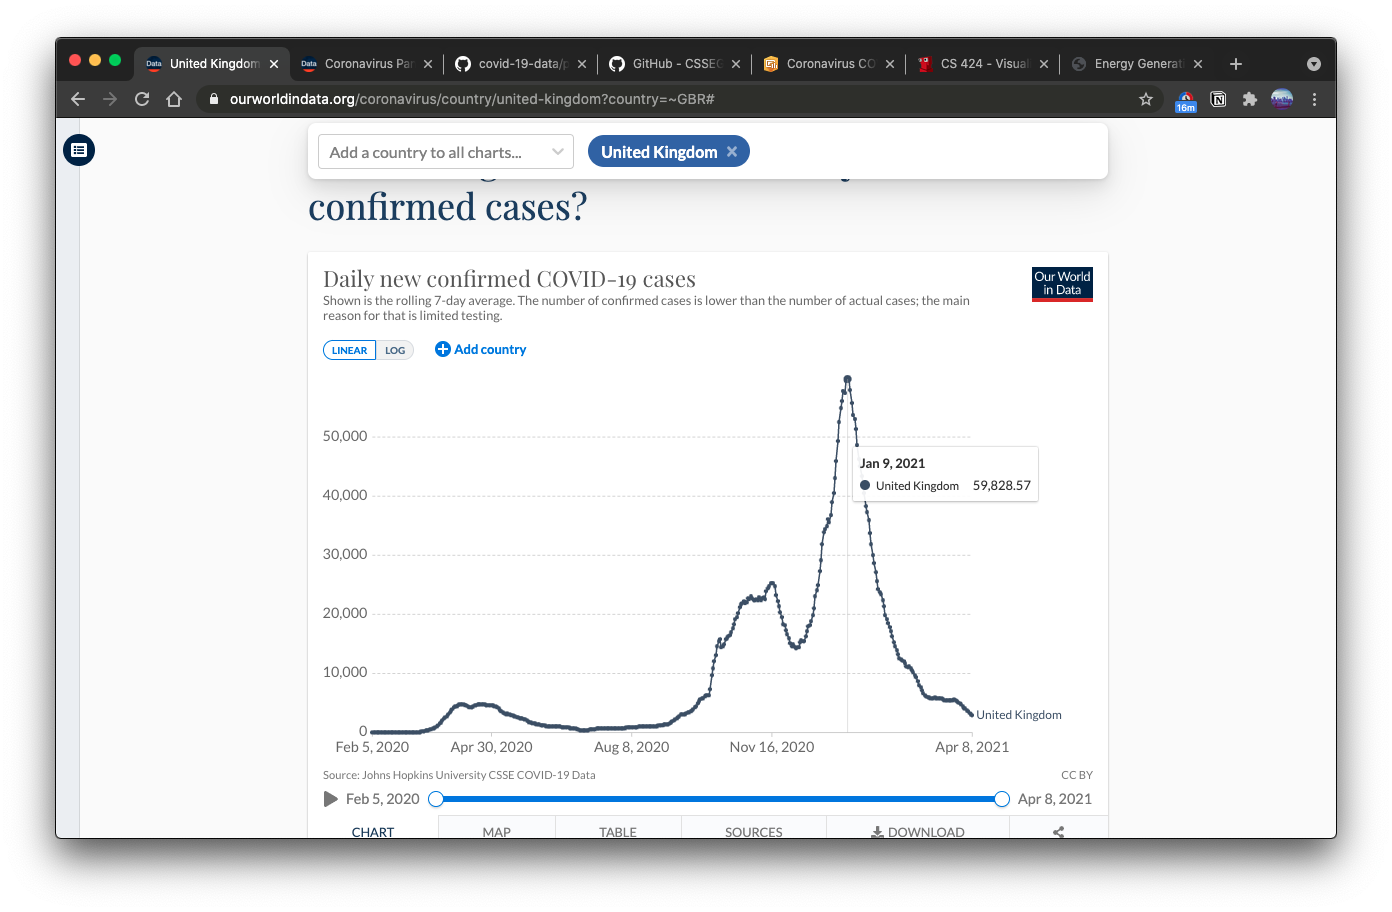 United Kingdom
Coronavirus Pan
covid-19-data/p
GitHub - CSSEG
Coronavirus CO
CS 424 - Visual
Energy Generati
ourworldindata.org/coronavirus/country/united-kingdom?country=~GBR#
16m
Add a country to all charts...
United Kingdom
confirmed cases?
Daily new confirmed COVID-19 cases
Our World
in Data
Shown is the rolling 7-day average. The number of confirmed cases is lower than the number of actual cases; the main
reason for that is limited testing.
LINEAR LOG
Add country
50,000
Jan 9, 2021
United Kingdom 59,828.57
40,000
30,000
20,000
10,000
United Kingdom
0
Feb 5, 2020 Apr 30, 2020 Aug 8, 2020 Nov 16, 2020 Apr 8, 2021
Source: Johns Hopkins University CSSE COVID-19 Data CC BY
Feb 5, 2020 Apr 8, 2021
CHART MAP TABLE SOURCES DOWNLOAD